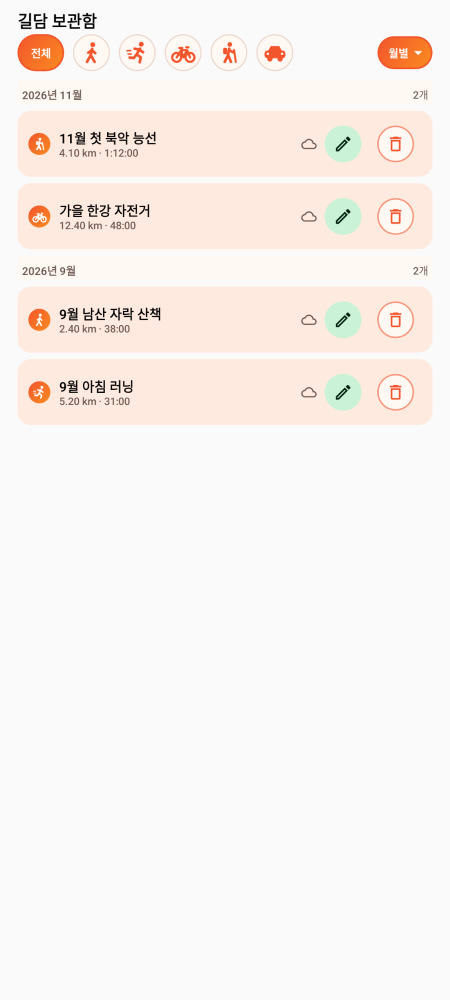 길담 보관함
전체
월별
2026년 11월
2개
11월 첫 북악 능선
4.10 km · 1:12:00
가을 한강 자전거
12.40 km · 48:00
2026년 9월
2개
9월 남산 자락 산책
2.40 km · 38:00
9월 아침 러닝
5.20 km · 31:00